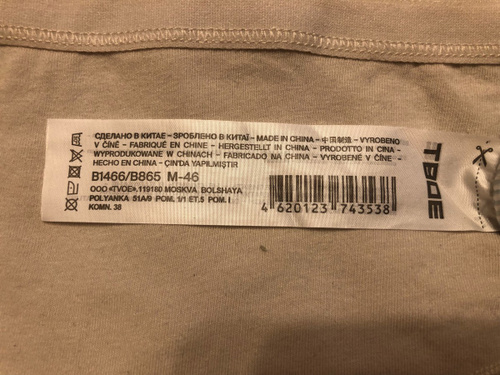 СДЕЛАНО В КИТАЕ – ЗРОБЛЕНО В КИТАЇ – MADE IN CHINA – 中国制造 – VYROBENO
V ČÍNĚ – FABRIQUÉ EN CHINE – HERGESTELLT IN CHINA – PRODOTTO IN CINA –
WYPRODUKOWANE W CHINACH – FABRICADO NA CHINA – VYROBENÉ V ČÍNE –
HECHO EN CHINA – ÇIN'DA YAPILMIŞTIR
B1466/B865 M-46
ООО «TVOE», 119180 MOSKVA, BOLSHAYA
POLYANKA 51A/9 POM. 1/1 ET.5 POM. I
KOMN. 38
4 620123 743538
ТВОЕ